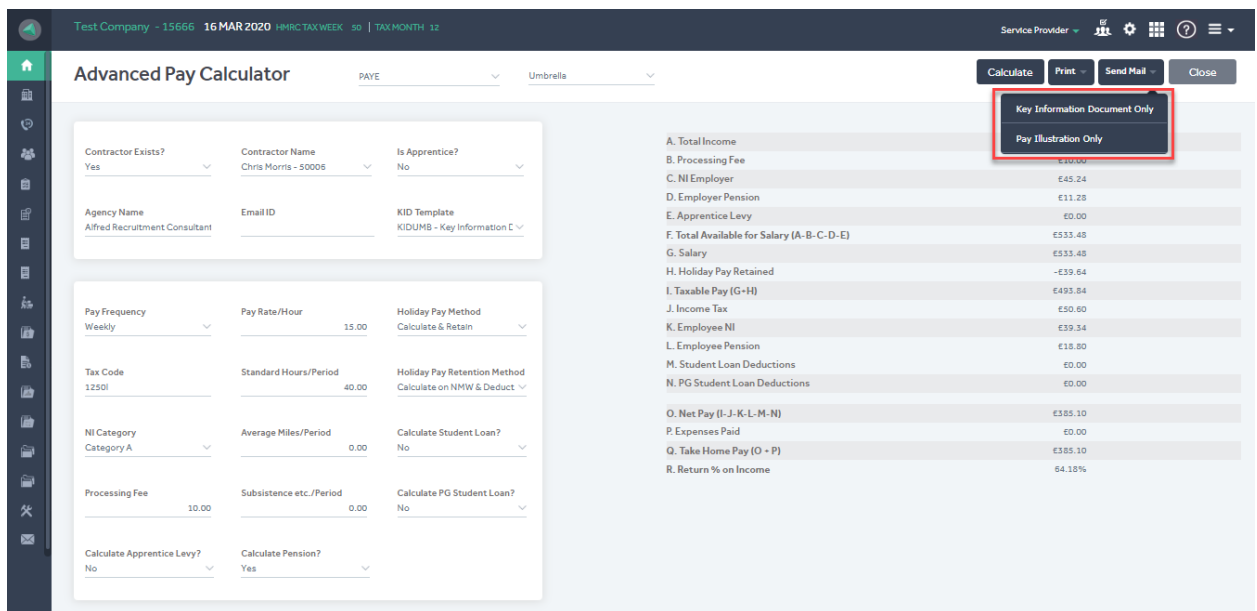 Test Company - 15666 16 MAR 2020 HMRC TAX WEEK 50 | TAX MONTH 12
Service Provider
Advanced Pay Calculator
PAYE
Umbrella
Calculate
Print
Send Mail
Close
Key Information Document Only
Pay Illustration Only
Contractor Exists?
Contractor Name
Is Apprentice?
Yes
Chris Morris - 50006
No
Agency Name
Email ID
KID Template
Alfred Recruitment Consultant
KIDUMB - Key Information D
Pay Frequency
Pay Rate/Hour
Holiday Pay Method
Weekly
15.00
Calculate & Retain
Tax Code
Standard Hours/Period
Holiday Pay Retention Method
1250l
40.00
Calculate on NMW & Deduct
NI Category
Average Miles/Period
Calculate Student Loan?
Category A
0.00
No
Processing Fee
Subsistence etc./Period
Calculate PG Student Loan?
10.00
0.00
No
Calculate Apprentice Levy?
Calculate Pension?
No
Yes
A. Total Income
B. Processing Fee £10.00
C. NI Employer £45.24
D. Employer Pension £11.28
E. Apprentice Levy £0.00
F. Total Available for Salary (A-B-C-D-E) £533.48
G. Salary £533.48
H. Holiday Pay Retained -£39.64
I. Taxable Pay (G+H) £493.84
J. Income Tax £50.60
K. Employee NI £39.34
L. Employee Pension £18.80
M. Student Loan Deductions £0.00
N. PG Student Loan Deductions £0.00
O. Net Pay (I-J-K-L-M-N) £385.10
P. Expenses Paid £0.00
Q. Take Home Pay (O + P) £385.10
R. Return % on Income 64.18%